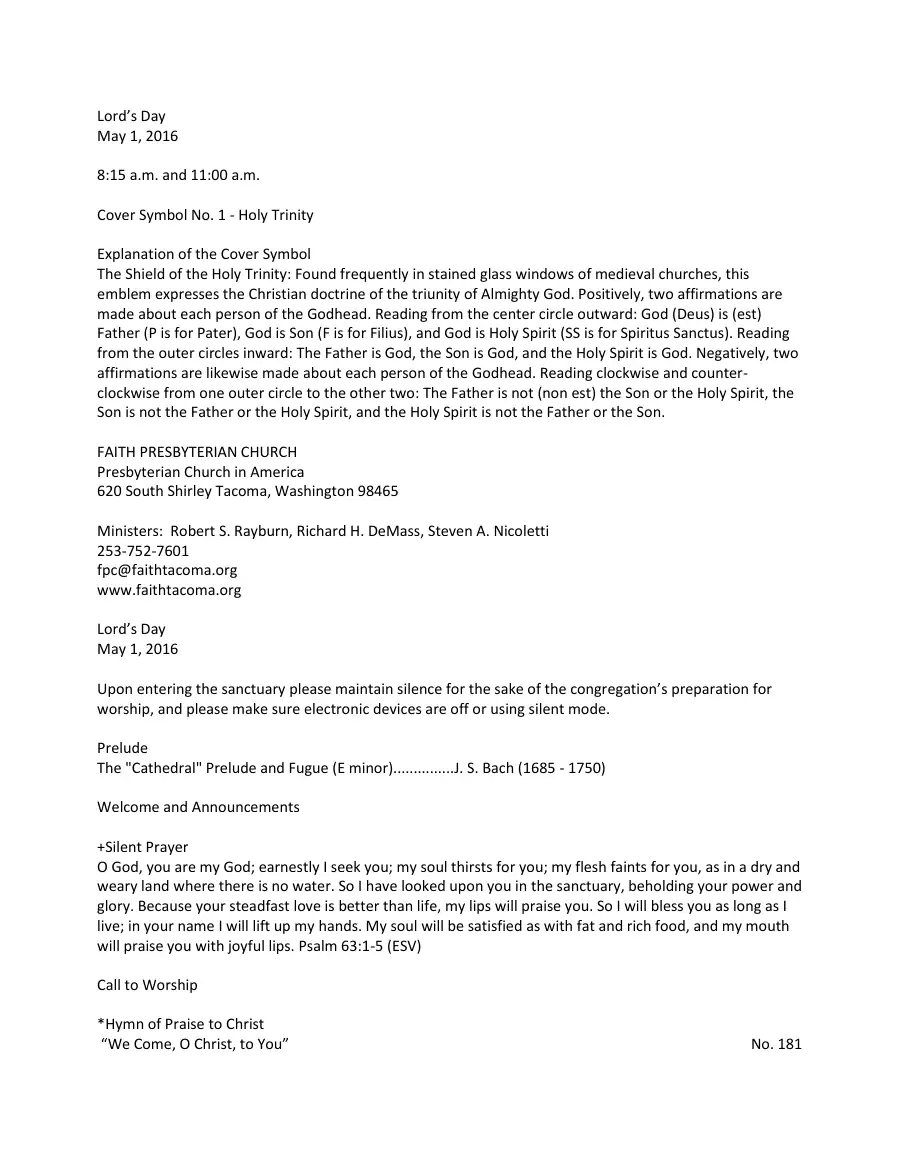 Lord’s Day
May 1, 2016
8:15 a.m. and 11:00 a.m.
Cover Symbol No. 1 - Holy Trinity
Explanation of the Cover Symbol
The Shield of the Holy Trinity: Found frequently in stained glass windows of medieval churches, this
emblem expresses the Christian doctrine of the triunity of Almighty God. Positively, two affirmations are
made about each person of the Godhead. Reading from the center circle outward: God (Deus) is (est)
Father (P is for Pater), God is Son (F is for Filius), and God is Holy Spirit (SS is for Spiritus Sanctus). Reading
from the outer circles inward: The Father is God, the Son is God, and the Holy Spirit is God. Negatively, two
affirmations are likewise made about each person of the Godhead. Reading clockwise and counter-
clockwise from one outer circle to the other two: The Father is not (non est) the Son or the Holy Spirit, the
Son is not the Father or the Holy Spirit, and the Holy Spirit is not the Father or the Son.
FAITH PRESBYTERIAN CHURCH
Presbyterian Church in America
620 South Shirley Tacoma, Washington 98465
Ministers:  Robert S. Rayburn, Richard H. DeMass, Steven A. Nicoletti
253-752-7601
fpc@faithtacoma.org
www.faithtacoma.org
Lord’s Day
May 1, 2016
Upon entering the sanctuary please maintain silence for the sake of the congregation’s preparation for
worship, and please make sure electronic devices are off or using silent mode.
Prelude
The "Cathedral" Prelude and Fugue (E minor)...............J. S. Bach (1685 - 1750)
Welcome and Announcements
+Silent Prayer
O God, you are my God; earnestly I seek you; my soul thirsts for you; my flesh faints for you, as in a dry and
weary land where there is no water. So I have looked upon you in the sanctuary, beholding your power and
glory. Because your steadfast love is better than life, my lips will praise you. So I will bless you as long as I
live; in your name I will lift up my hands. My soul will be satisfied as with fat and rich food, and my mouth
will praise you with joyful lips. Psalm 63:1-5 (ESV)
Call to Worship
*Hymn of Praise to Christ
“We Come, O Christ, to You” No. 181